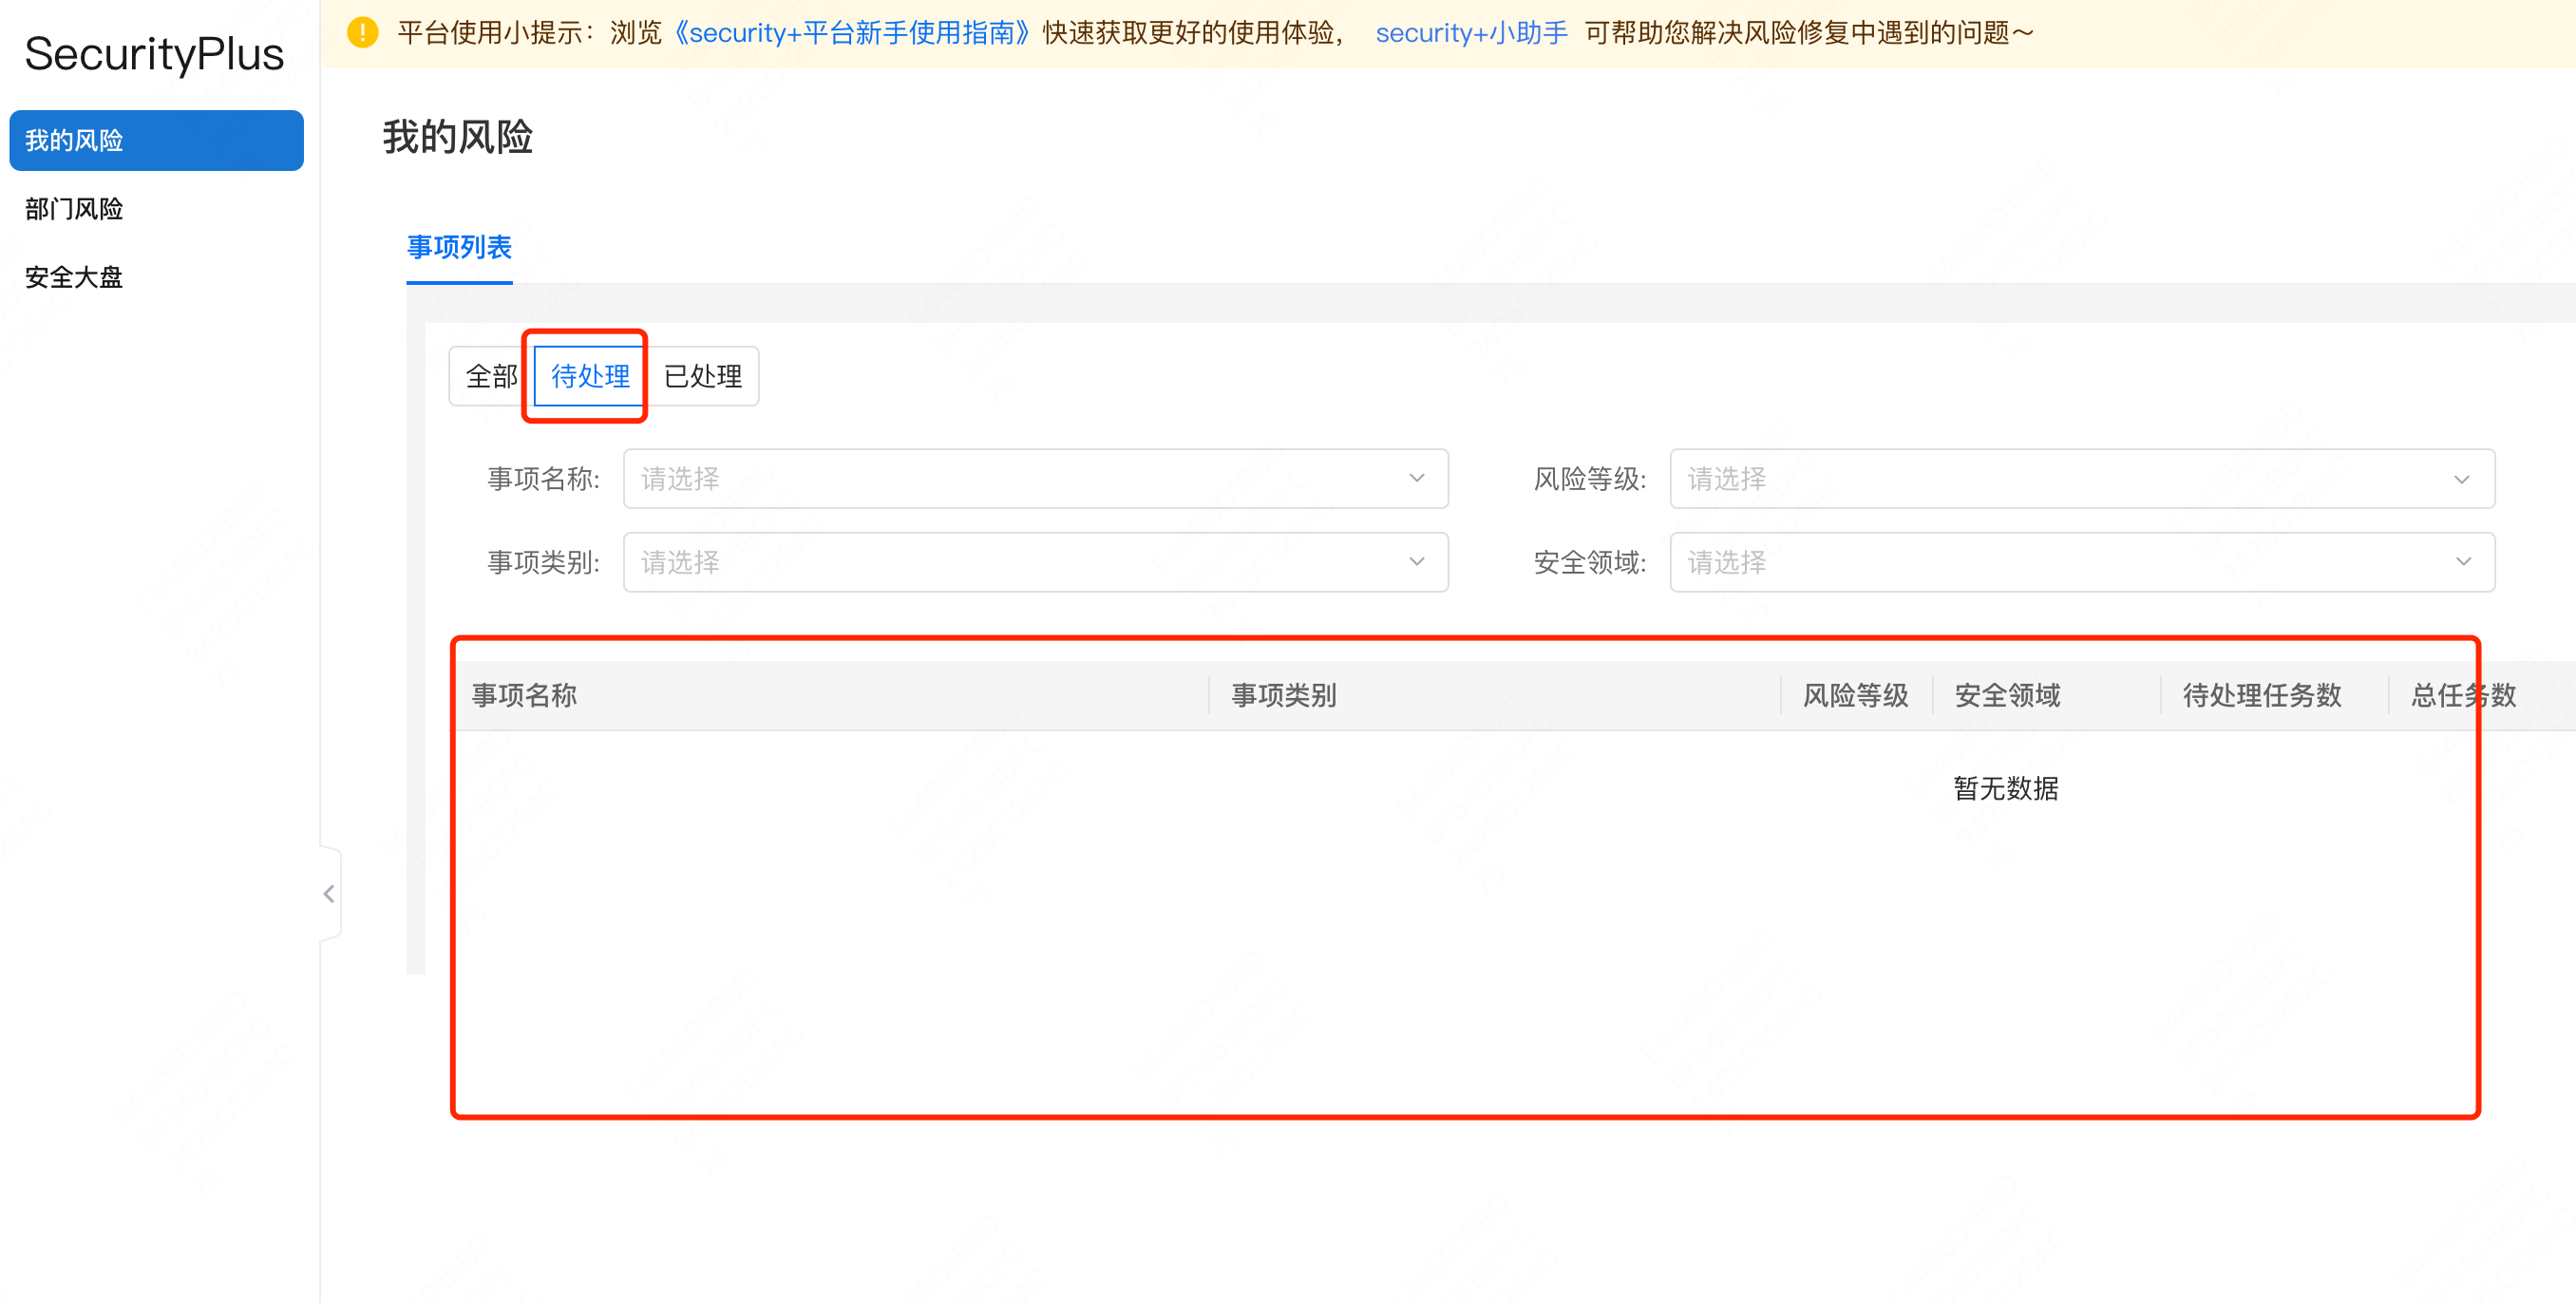 SecurityPlus
我的风险
部门风险
安全大盘
平台使用小提示：浏览《security+平台新手使用指南》快速获取更好的使用体验， security+小助手 可帮助您解决风险修复中遇到的问题～
我的风险
事项列表
全部 待处理 已处理
事项名称: 请选择 风险等级: 请选择
事项类别: 请选择 安全领域: 请选择
事项名称 事项类别 风险等级 安全领域 待处理任务数 总任务数
暂无数据